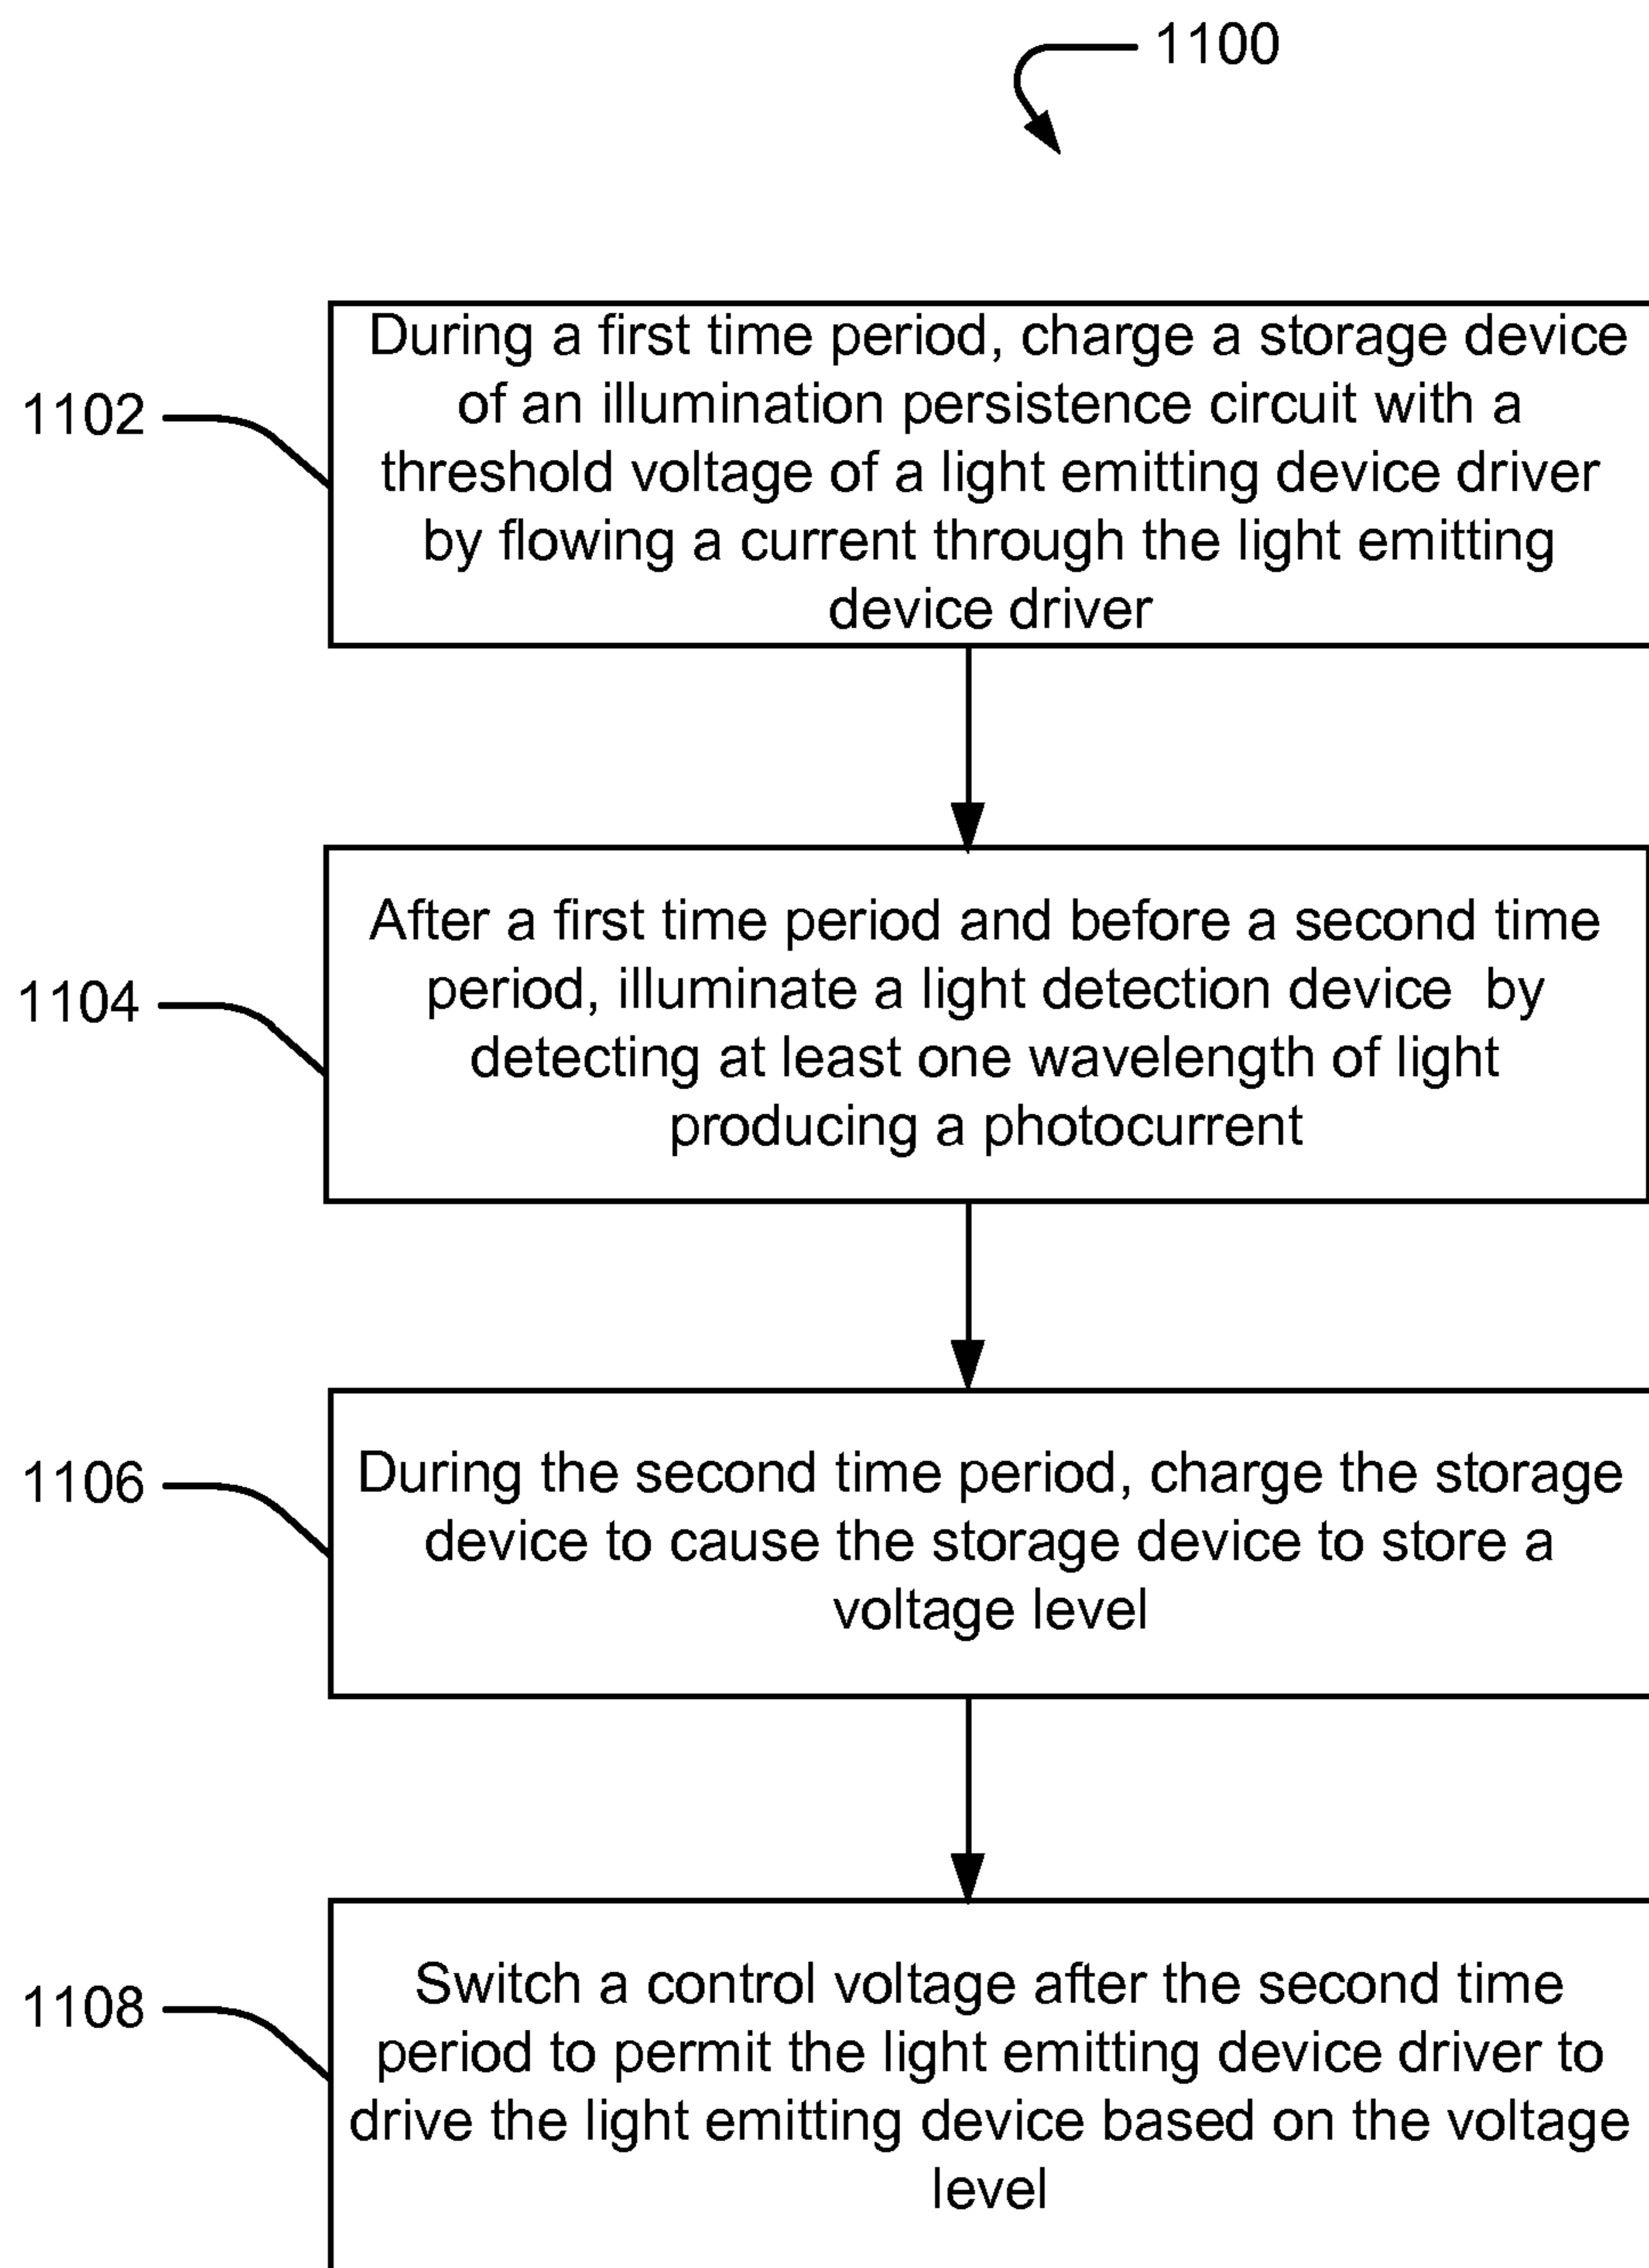 1100
1102
During a first time period, charge a storage device
of an illumination persistence circuit with a
threshold voltage of a light emitting device driver
by flowing a current through the light emitting
device driver
1104
After a first time period and before a second time
period, illuminate a light detection device by
detecting at least one wavelength of light
producing a photocurrent
1106
During the second time period, charge the storage
device to cause the storage device to store a
voltage level
1108
Switch a control voltage after the second time
period to permit the light emitting device driver to
drive the light emitting device based on the voltage
level